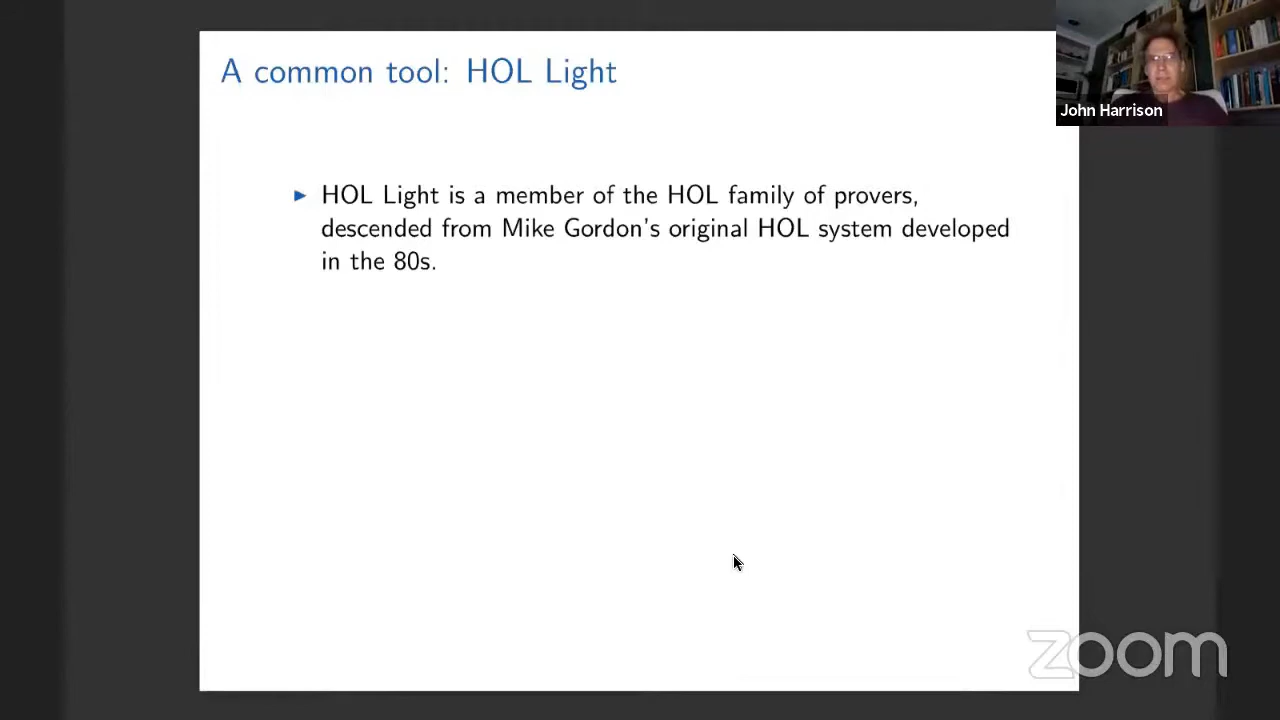 A common tool: HOL Light
John Harrison
► HOL Light is a member of the HOL family of provers,
descended from Mike Gordon's original HOL system developed
in the 80s.
zoom